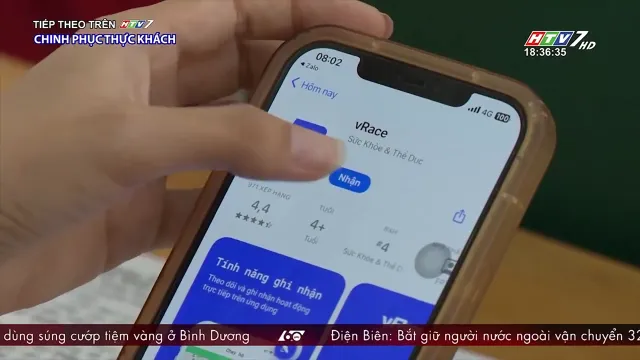 TIẾP THEO TRÊN HTV7
CHINH PHỤC THỰC KHÁCH
HTV7 HD
18:36:35
08:02
Zalo
4G 100
Hôm nay
vRace
Sức Khỏe & Thể Dục
Nhận
XẾP HẠNG
4,4
TUỔI
4+
Tuổi
#4
Sức Khỏe & Thể D
Tính năng ghi nhận
Theo dõi và ghi nhận hoạt động
trực tiếp trên ứng dụng
dùng súng cướp tiệm vàng ở Bình Dương
Điện Biên: Bắt giữ người nước ngoài vận chuyển 32